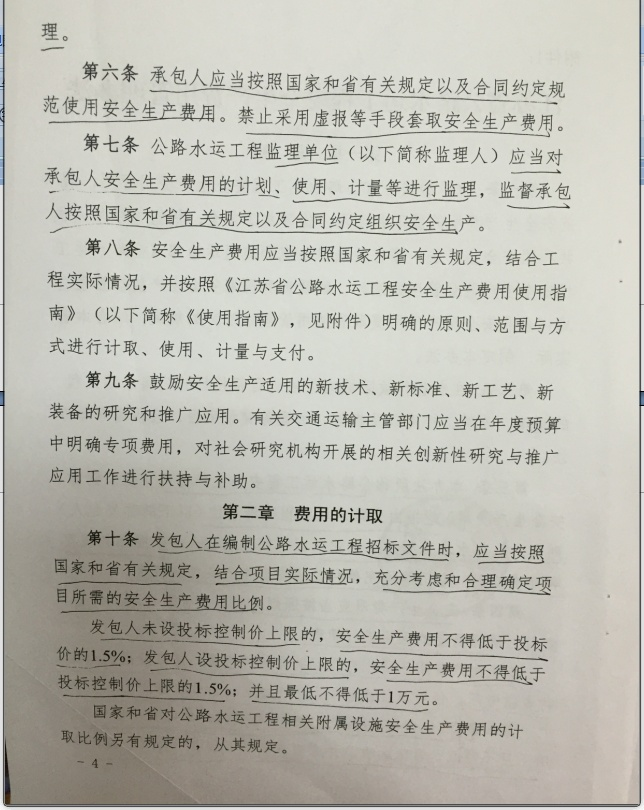 理。
第六条 承包人应当按照国家和省有关规定以及合同约定规
范使用安全生产费用。禁止采用虚报等手段套取安全生产费用。
第七条 公路水运工程监理单位（以下简称监理人）应当对
承包人安全生产费用的计划、使用、计量等进行监理，监督承包
人按照国家和省有关规定以及合同约定组织安全生产。
第八条 安全生产费用应当按照国家和省有关规定，结合工
程实际情况，并按照《江苏省公路水运工程安全生产费用使用指
南》（以下简称《使用指南》，见附件）明确的原则、范围与方
式进行计取、使用、计量与支付。
第九条 鼓励安全生产适用的新技术、新标准、新工艺、新
装备的研究和推广应用。有关交通运输主管部门应当在年度预算
中明确专项费用，对社会研究机构开展的相关创新性研究与推广
应用工作进行扶持与补助。
第二章 费用的计取
第十条 发包人在编制公路水运工程招标文件时，应当按照
国家和省有关规定，结合项目实际情况，充分考虑和合理确定项
目所需的安全生产费用比例。
发包人未设投标控制价上限的，安全生产费用不得低于投标
价的1.5%；发包人设投标控制价上限的，安全生产费用不得低于
投标控制价上限的1.5%；并且最低不得低于1万元。
国家和省对公路水运工程相关附属设施安全生产费用的计
取比例另有规定的，从其规定。
- 4 -